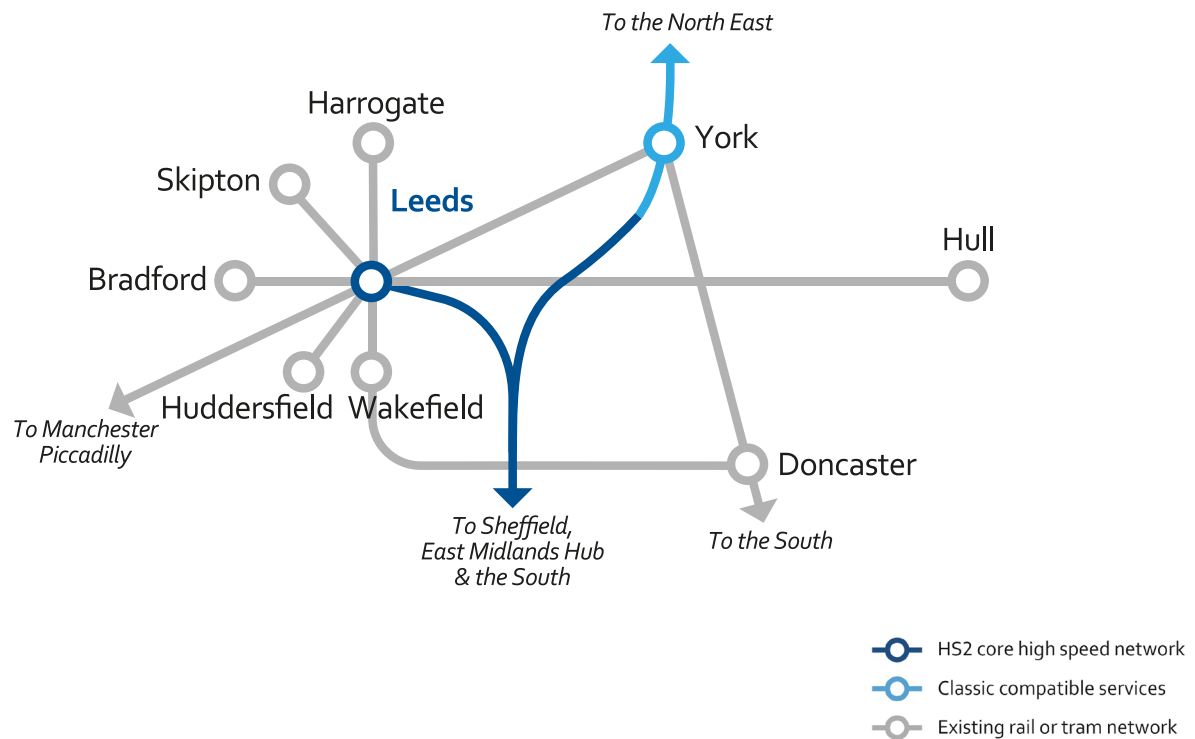 To the North East
Harrogate
York
Skipton
Leeds
Hull
Bradford
Huddersfield
Wakefield
To Manchester
Piccadilly
Doncaster
To Sheffield,
East Midlands Hub
& the South
To the South
HS2 core high speed network
Classic compatible services
Existing rail or tram network